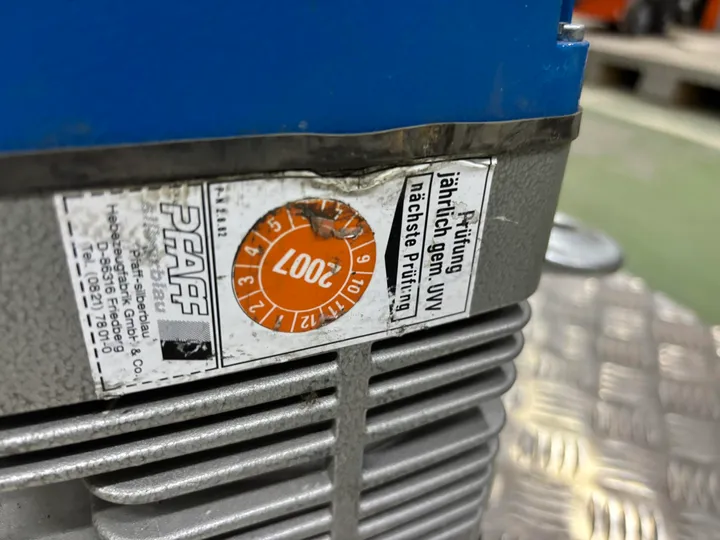 Prüfung
jährlich gem. UVV
nächste Prüfung
2007
1
2
3
4
5
9
10
11
12
PFAFF
silberblau
Pfaff-silberblau
Hebezeugfabrik GmbH & Co.
D-86316 Friedberg
Tel. (0821) 7801-0